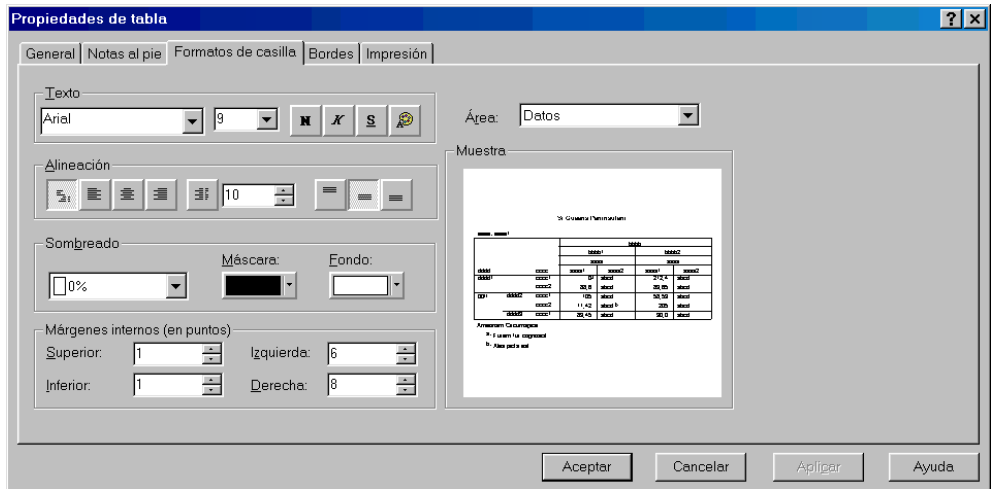 Propiedades de tabla
General Notas al pie Formatos de casilla Bordes Impresión
Texto
Arial 9 N K S
Área: Datos
Alineación
10
Muestra
Sombreado
Máscara: Fondo:
0%
Márgenes internos (en puntos)
Superior: 1 Izquierda: 6
Inferior: 1 Derecha: 8
Aceptar Cancelar Aplicar Ayuda